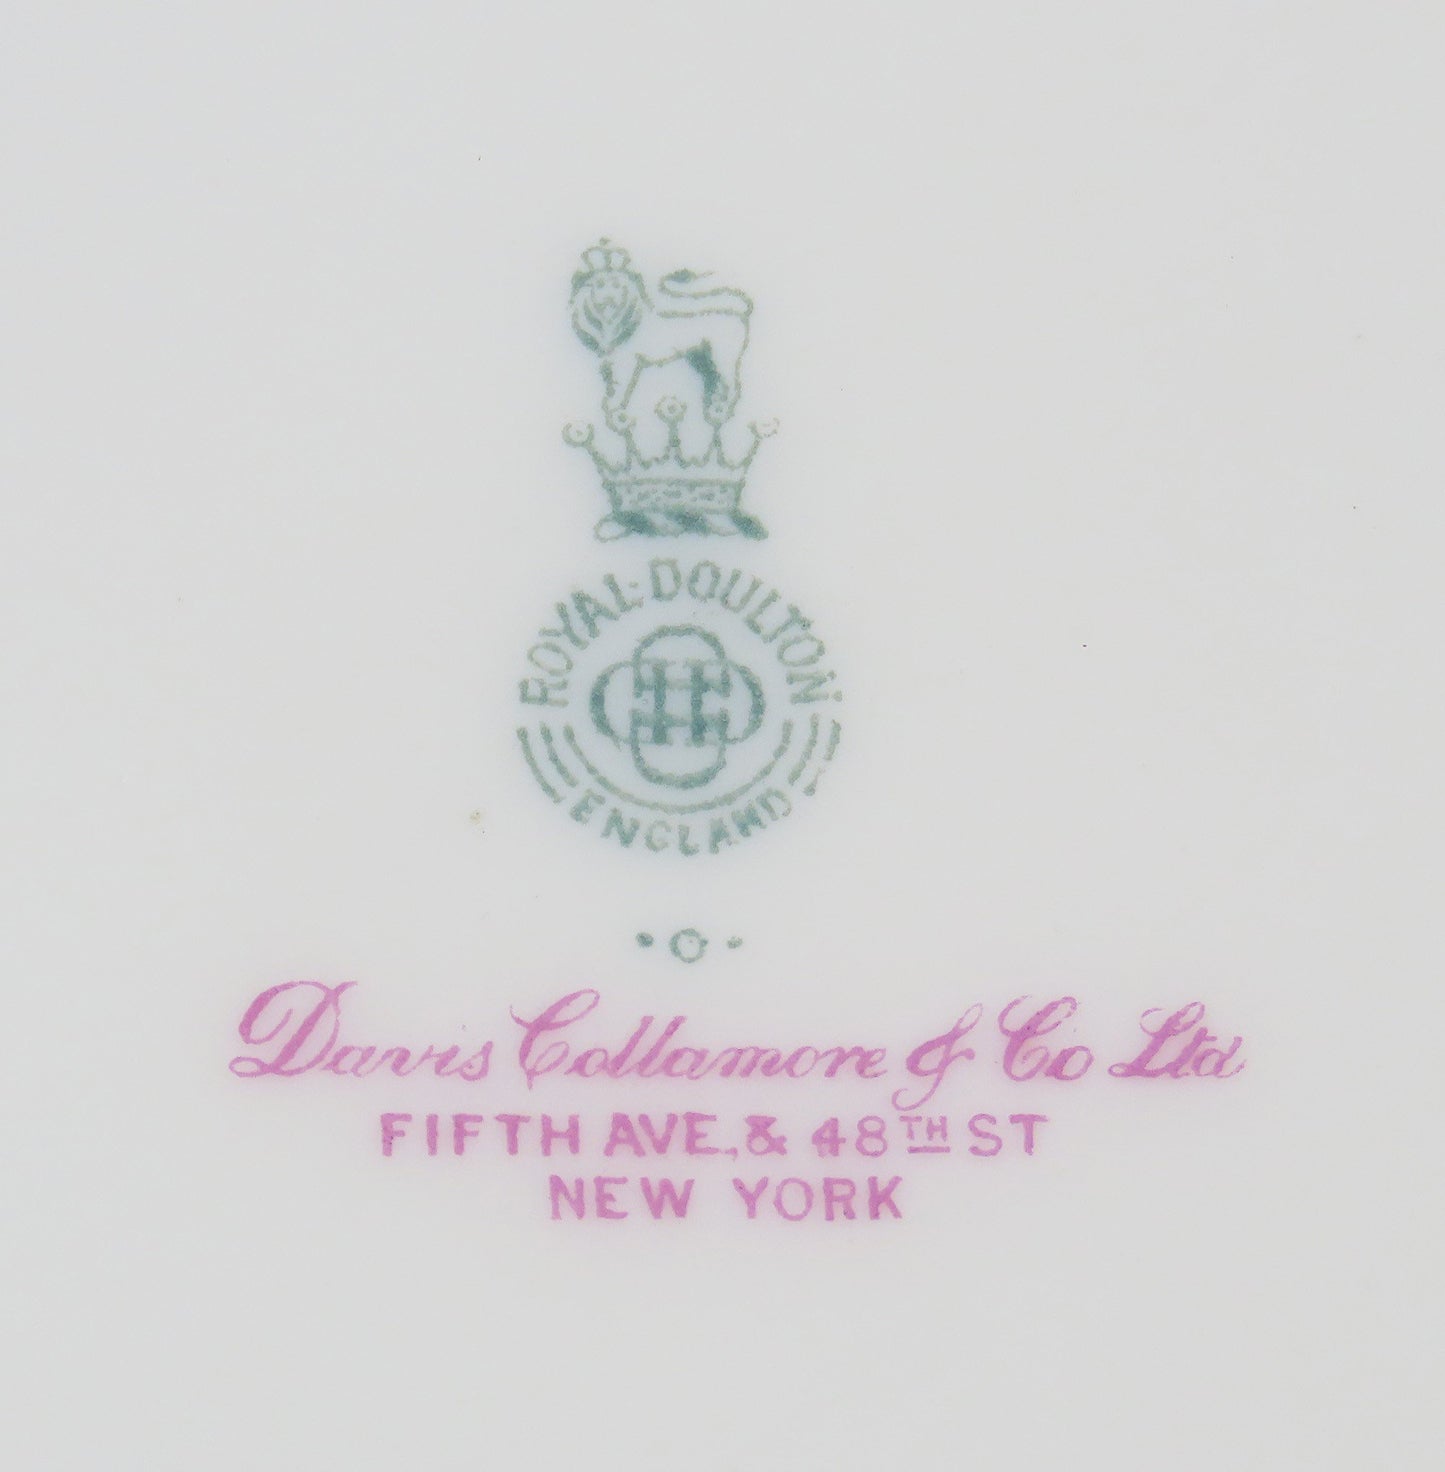 ROYAL·DOULTON
ENGLAND
Davis Collamore & Co Ltd
FIFTH AVE., & 48TH ST
NEW YORK